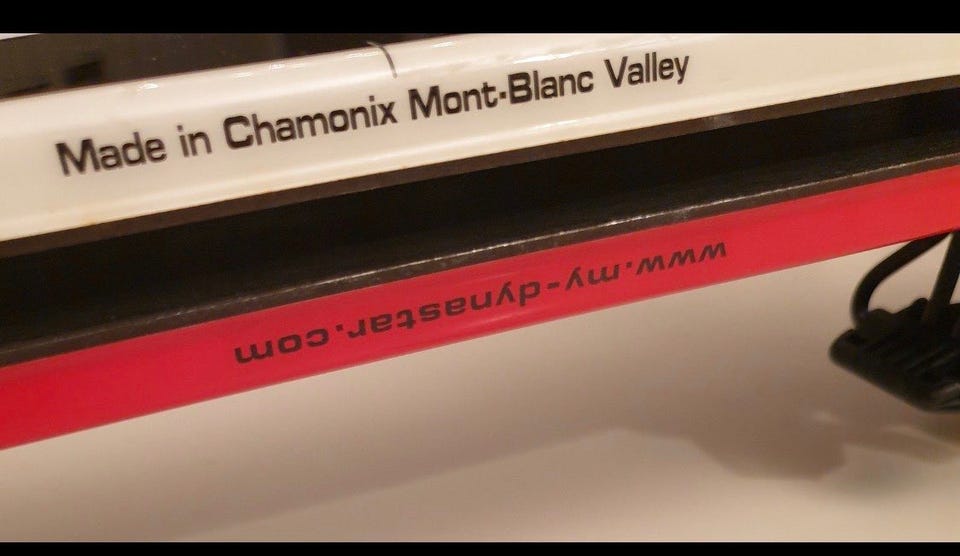 Made in Chamonix Mont-Blanc Valley
www.my-dynastar.com